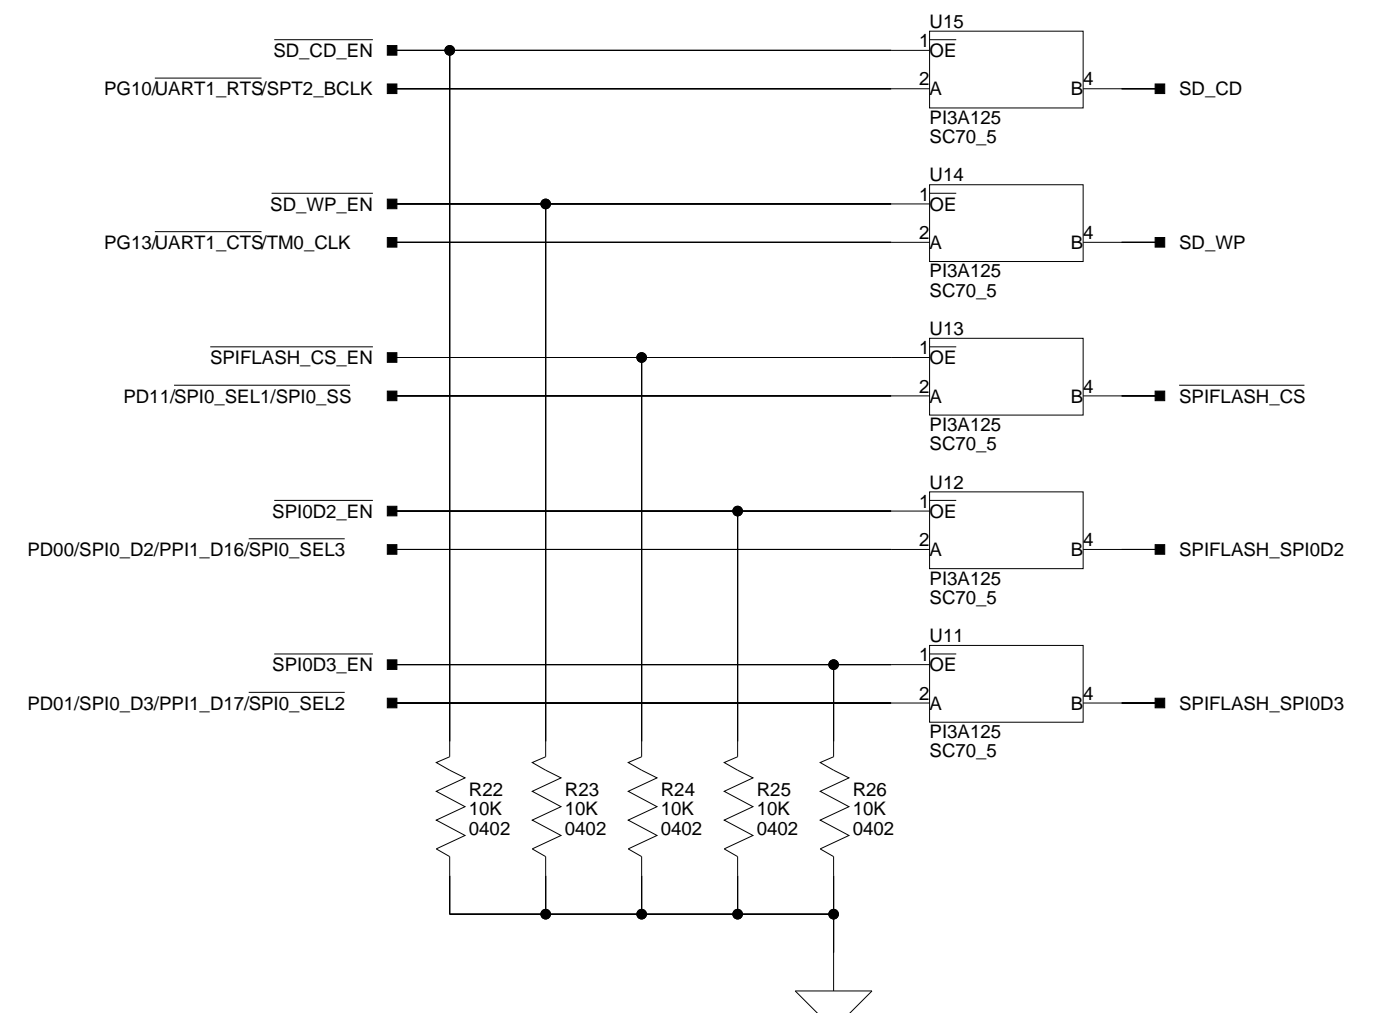 U15
SD_CD_EN 1 OE
PG10/UART1_RTS/SPT2_BCLK 2 A B 4 SD_CD
PI3A125
SC70_5
U14
SD_WP_EN 1 OE
PG13/UART1_CTS/TM0_CLK 2 A B 4 SD_WP
PI3A125
SC70_5
U13
SPIFLASH_CS_EN 1 OE
PD11/SPI0_SEL1/SPI0_SS 2 A B 4 SPIFLASH_CS
PI3A125
SC70_5
U12
SPI0D2_EN 1 OE
PD00/SPI0_D2/PPI1_D16/SPI0_SEL3 2 A B 4 SPIFLASH_SPI0D2
PI3A125
SC70_5
U11
SPI0D3_EN 1 OE
PD01/SPI0_D3/PPI1_D17/SPI0_SEL2 2 A B 4 SPIFLASH_SPI0D3
PI3A125
SC70_5
R22 R23 R24 R25 R26
10K 10K 10K 10K 10K
0402 0402 0402 0402 0402